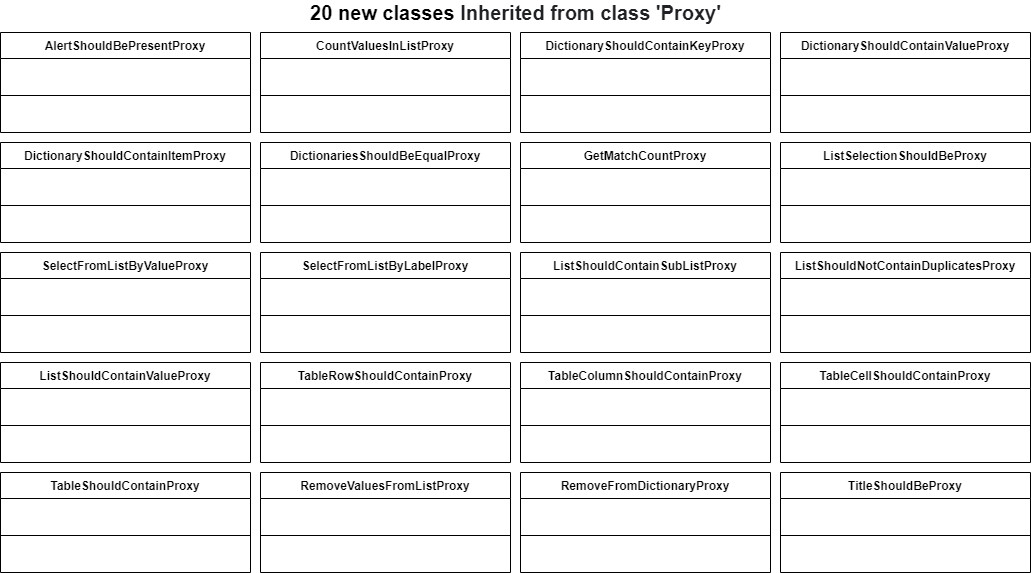 20 new classes Inherited from class 'Proxy'
AlertShouldBePresentProxy
CountValuesInListProxy
DictionaryShouldContainKeyProxy
DictionaryShouldContainValueProxy
DictionaryShouldContainItemProxy
DictionariesShouldBeEqualProxy
GetMatchCountProxy
ListSelectionShouldBeProxy
SelectFromListByValueProxy
SelectFromListByLabelProxy
ListShouldContainSubListProxy
ListShouldNotContainDuplicatesProxy
ListShouldContainValueProxy
TableRowShouldContainProxy
TableColumnShouldContainProxy
TableCellShouldContainProxy
TableShouldContainProxy
RemoveValuesFromListProxy
RemoveFromDictionaryProxy
TitleShouldBeProxy